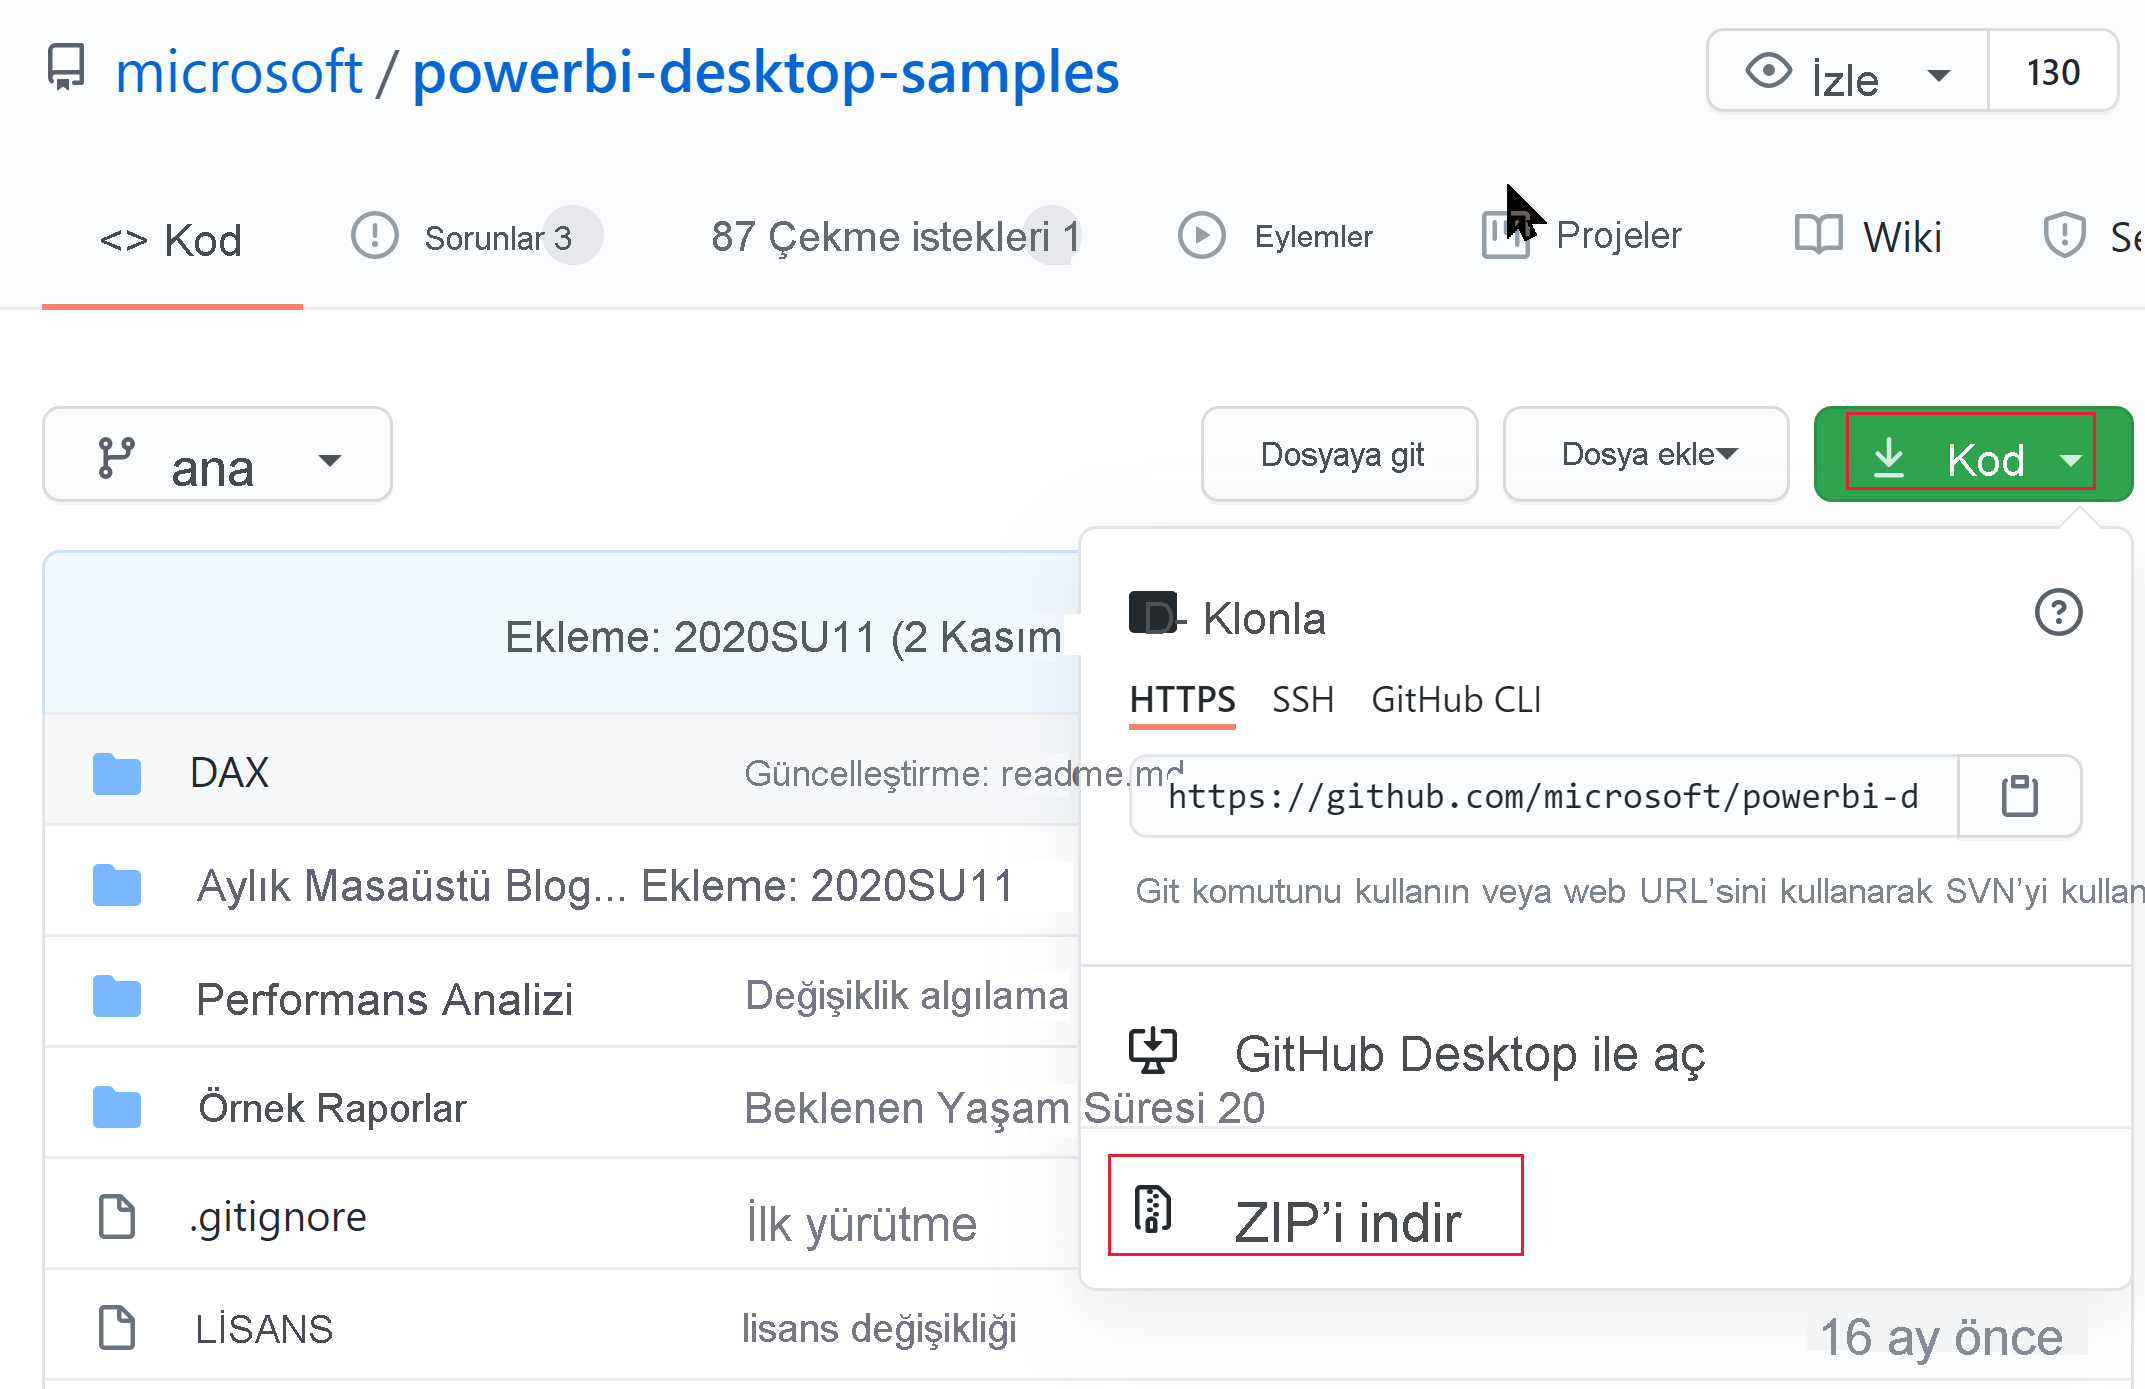 microsoft / powerbi-desktop-samples
İzle 130
<> Kod Sorunlar 3 87 Çekme istekleri 1 Eylemler Projeler Wiki
ana Dosyaya git Dosya ekle Kod
Ekleme: 2020SU11 (2 Kasım
D- Klonla
HTTPS SSH GitHub CLI
DAX Güncelleştirme: readme.md
https://github.com/microsoft/powerbi-d
Aylık Masaüstü Blog... Ekleme: 2020SU11
Git komutunu kullanın veya web URL’sini kullanarak SVN’yi kullan
Performans Analizi Değişiklik algılama
GitHub Desktop ile aç
Örnek Raporlar Beklenen Yaşam Süresi 20
.gitignore İlk yürütme
ZIP’i indir
LİSANS lisans değişikliği 16 ay önce